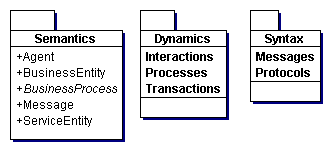 Semantics
+Agent
+BusinessEntity
+BusinessProcess
+Message
+ServiceEntity
Dynamics
Interactions
Processes
Transactions
Syntax
Messages
Protocols